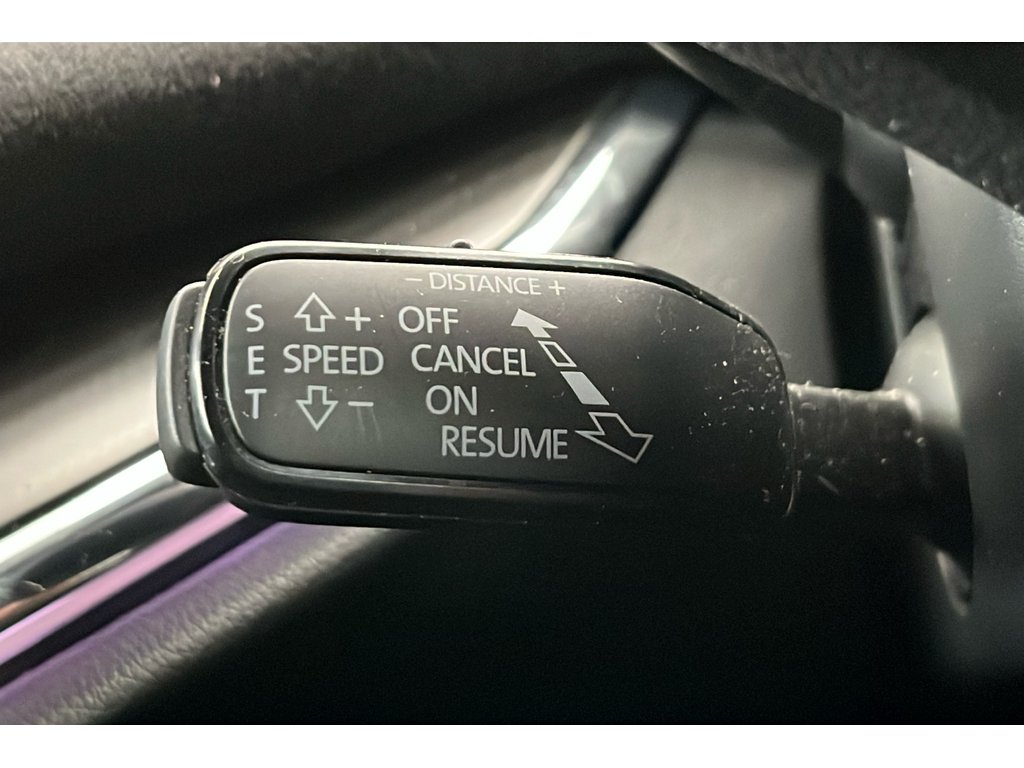 − DISTANCE +
S + OFF
E SPEED CANCEL
T − ON
RESUME